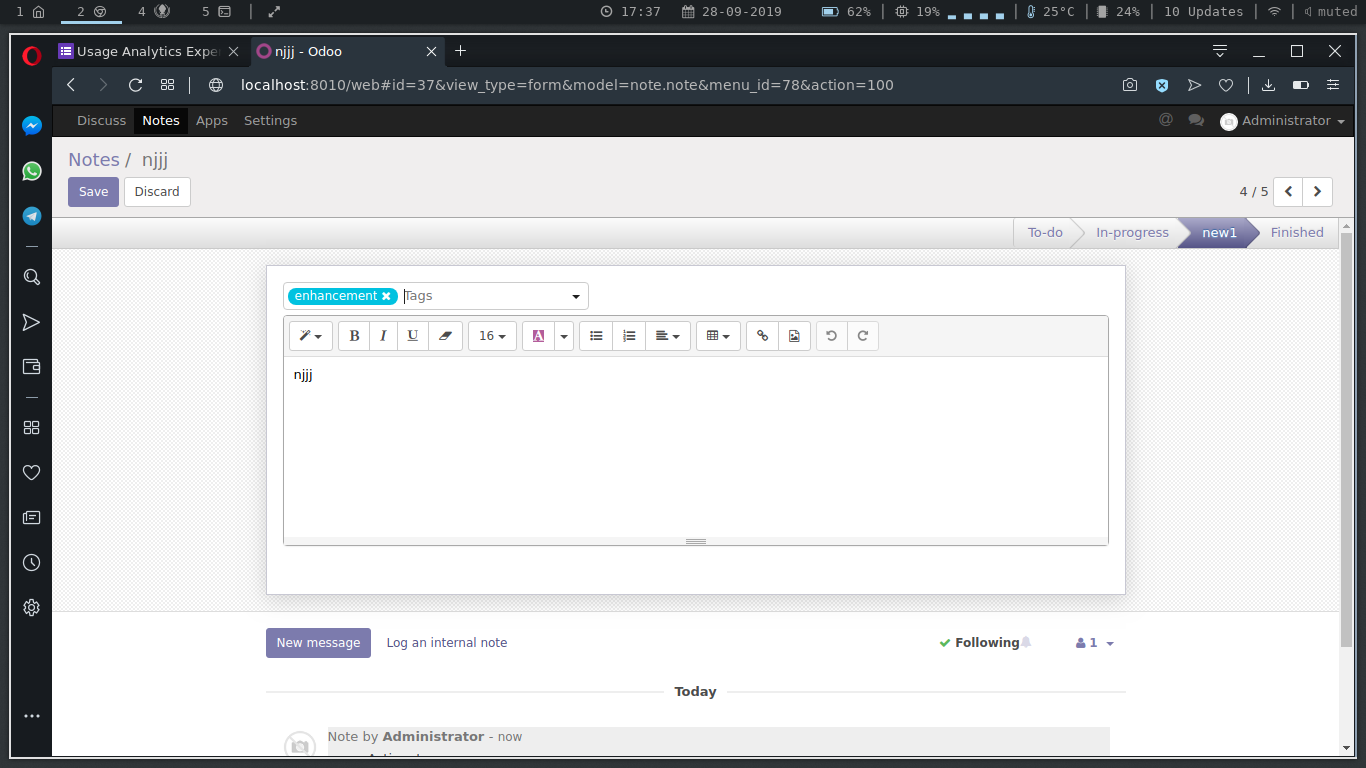 1 2 4 5 17:37 28-09-2019 62% 19% 25°C 24% 10 Updates muted
Usage Analytics Expe njjj - Odoo
localhost:8010/web#id=37&view_type=form&model=note.note&menu_id=78&action=100
Discuss Notes Apps Settings @ Administrator
Notes / njjj
Save Discard 4 / 5
To-do In-progress new1 Finished
enhancement Tags
B I U 16 A
njjj
New message Log an internal note Following 1
Today
Note by Administrator - now